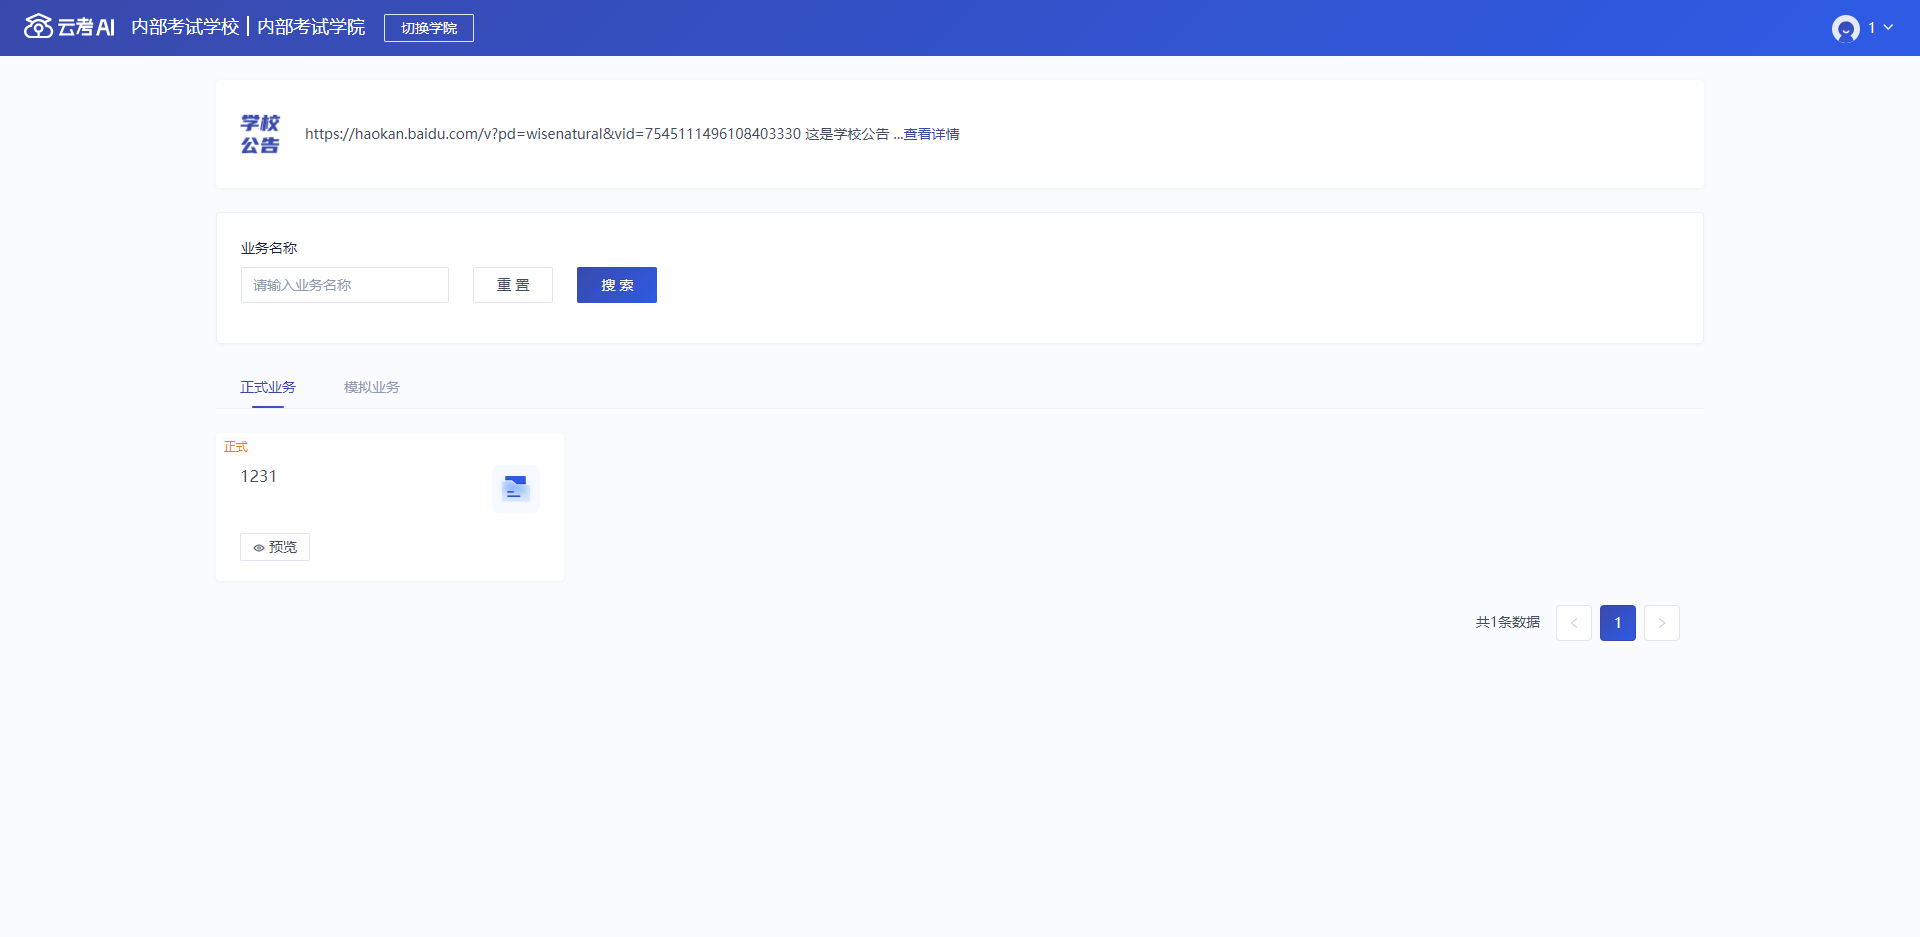 云考AI 内部考试学校 | 内部考试学院 切换学院 1
学校
公告
https://haokan.baidu.com/v?pd=wisenatural&vid=7545111496108403330 这是学校公告 ...查看详情
业务名称
请输入业务名称 重置 搜索
正式业务 模拟业务
正式
1231
预览
共1条数据 < 1 >